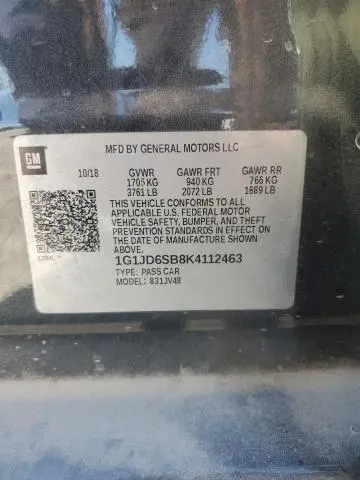 GM
MFD BY GENERAL MOTORS LLC
10/18 GVWR GAWR FRT GAWR RR
1705 KG 940 KG 766 KG
3761 LB 2072 LB 1689 LB
THIS VEHICLE CONFORMS TO ALL
APPLICABLE U.S. FEDERAL MOTOR
VEHICLE SAFETY, BUMPER, AND THEFT
PREVENTION STANDARDS IN EFFECT ON
THE DATE OF MANUFACTURE SHOWN
ABOVE.
1G1JD6SB8K4112463
TYPE: PASS CAR
MODEL: 831JV48